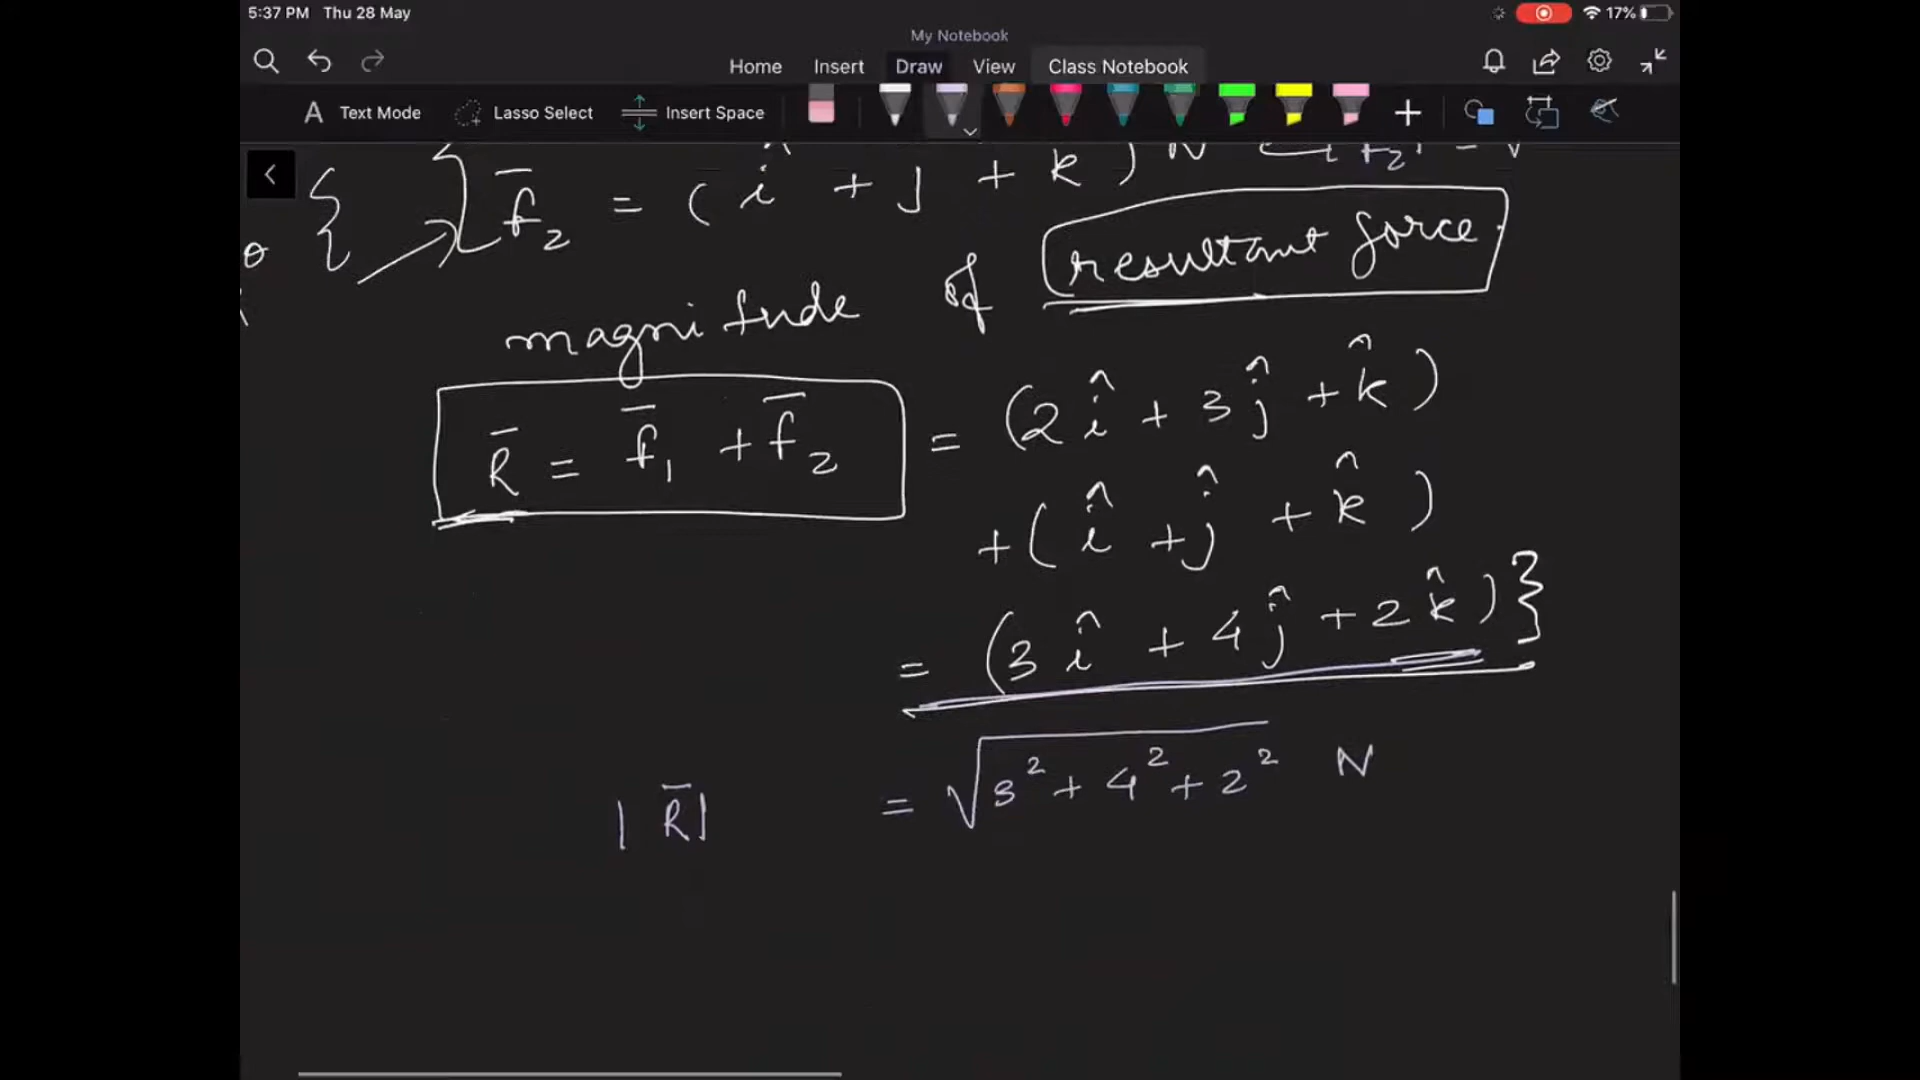 5:37 PM Thu 28 May
17%
My Notebook
Home Insert Draw View Class Notebook
A Text Mode Lasso Select Insert Space
f̄₂ = (î + j + k) N
magnitude of resultant force
R̄ = f̄₁ + f̄₂ = (2î + 3ĵ + k̂)
+ (î + ĵ + k̂)
= (3î + 4ĵ + 2k̂)}
|R̄| = √3² + 4² + 2² N